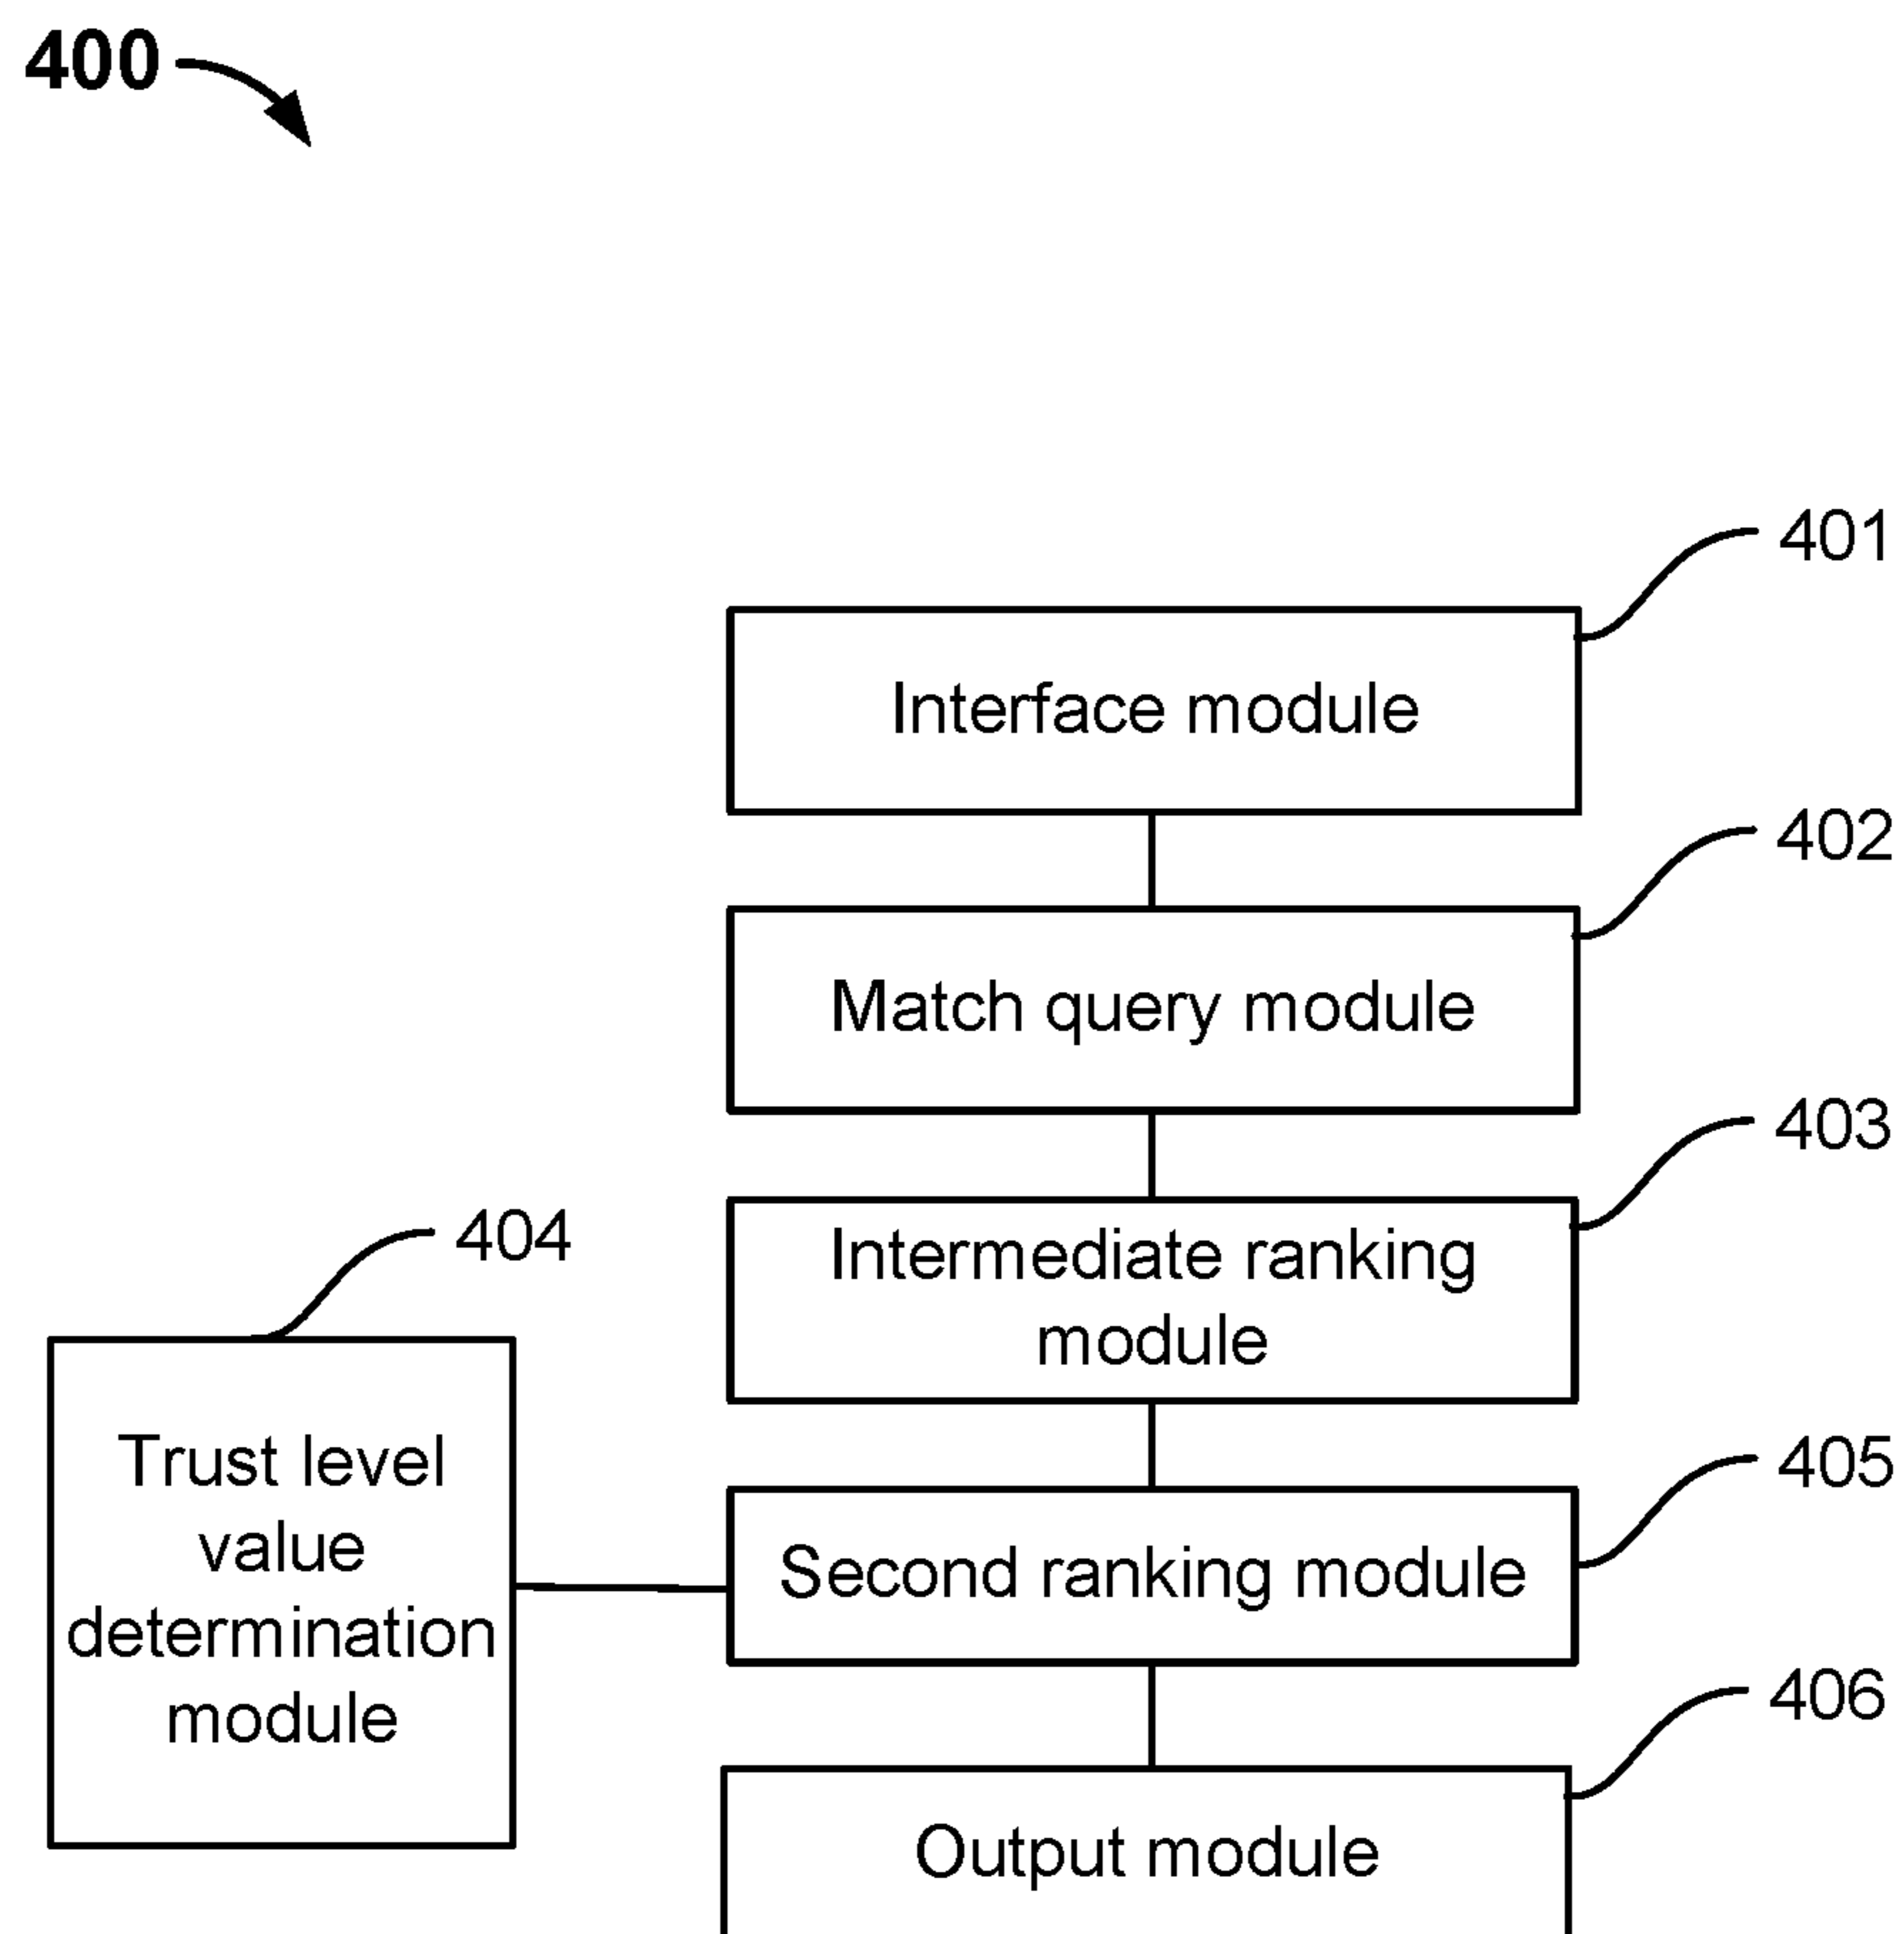 400
401
Interface module
402
Match query module
403
Intermediate ranking
module
404
Trust level
value
determination
module
405
Second ranking module
406
Output module